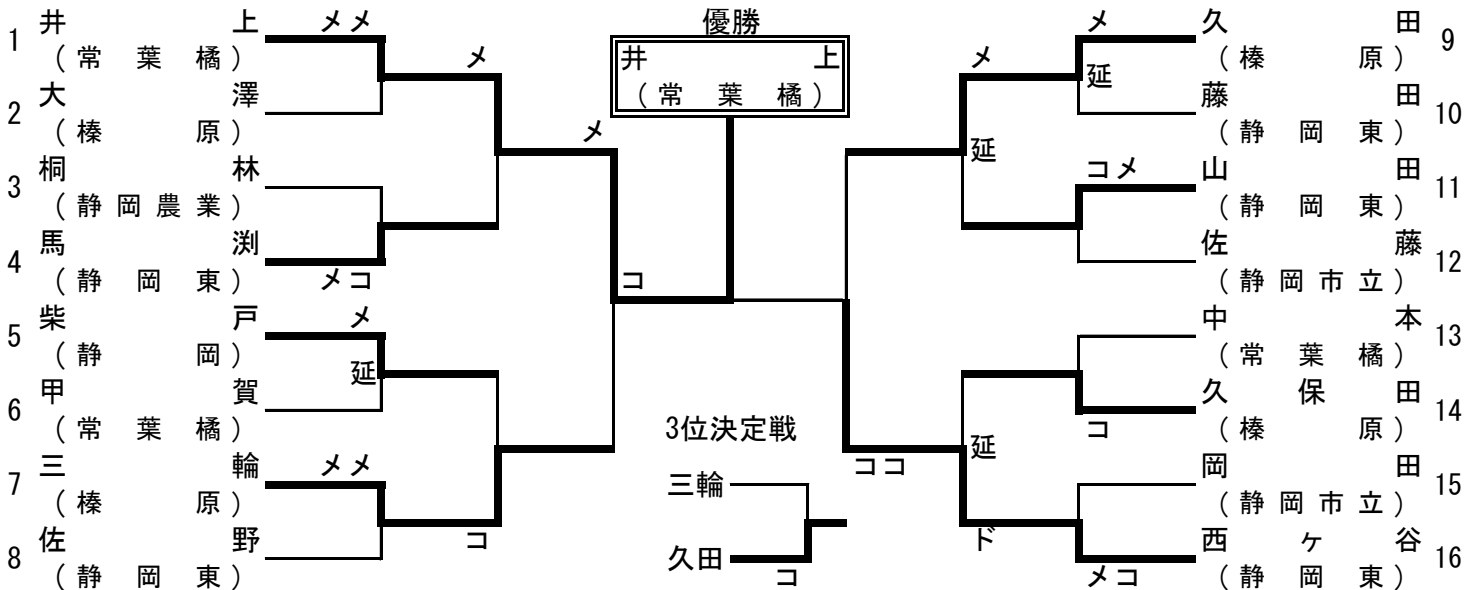 優勝
井上
(常葉橘)
1 井上 メメ
(常葉橘)
メ
2 大澤
(榛原)
メ
3 桐林
(静岡農業)
4 馬渕
(静岡東) メコ
コ
5 柴戸 メ
(静岡)
延
6 甲賀
(常葉橘)
7 三輪 メメ
(榛原)
コ
8 佐野
(静岡東)
3位決定戦
三輪
久田
コ
メ 久田 9
(榛原)
メ
延
藤田 10
(静岡東)
延
コメ 山田 11
(静岡東)
佐藤 12
(静岡市立)
中本 13
(常葉橘)
久保田 14
コ (榛原)
延
ココ
岡田 15
(静岡市立)
ド
西ヶ谷 16
メコ (静岡東)